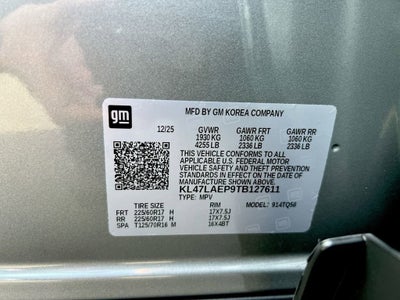 gm
MFD BY GM KOREA COMPANY
12/25 GVWR GAWR FRT GAWR RR
1930 KG 1060 KG 1060 KG
4255 LB 2336 LB 2336 LB
THIS VEHICLE CONFORMS TO ALL
APPLICABLE U.S. FEDERAL MOTOR
VEHICLE SAFETY AND THEFT PREVENTION
STANDARDS IN EFFECT ON THE DATE OF
MANUFACTURE SHOWN ABOVE.
KL47LAEP9TB127611
TYPE: MPV
TIRE SIZE RIM MODEL: 914TQ58
FRT 225/60R17 H 17X7.5J
RR 225/60R17 H 17X7.5J
SPA T125/70R16 M 16X4BT